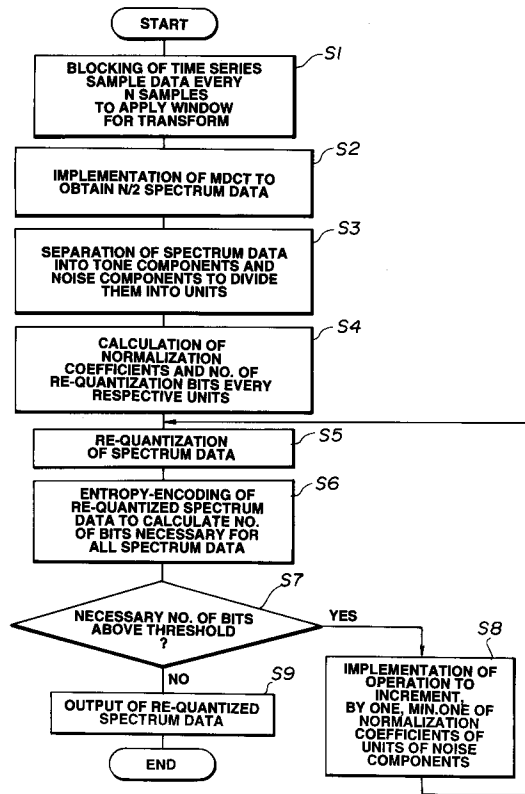 START
S1
BLOCKING OF TIME SERIES
SAMPLE DATA EVERY
N SAMPLES
TO APPLY WINDOW
FOR TRANSFORM
S2
IMPLEMENTATION OF MDCT TO
OBTAIN N/2 SPECTRUM DATA
S3
SEPARATION OF SPECTRUM DATA
INTO TONE COMPONENTS AND
NOISE COMPONENTS TO DIVIDE
THEM INTO UNITS
S4
CALCULATION OF
NORMALIZATION
COEFFICIENTS AND NO. OF
RE-QUANTIZATION BITS EVERY
RESPECTIVE UNITS
S5
RE-QUANTIZATION
OF SPECTRUM DATA
S6
ENTROPY-ENCODING OF
RE-QUANTIZED SPECTRUM
DATA TO CALCULATE NO.
OF BITS NECESSARY FOR
ALL SPECTRUM DATA
S7
NECESSARY NO. OF BITS
ABOVE THRESHOLD
?
YES
NO
S8
IMPLEMENTATION OF
OPERATION TO
INCREMENT,
BY ONE, MIN.ONE OF
NORMALIZATION
COEFFICIENTS OF
UNITS OF NOISE
COMPONENTS
S9
OUTPUT OF RE-QUANTIZED
SPECTRUM DATA
END